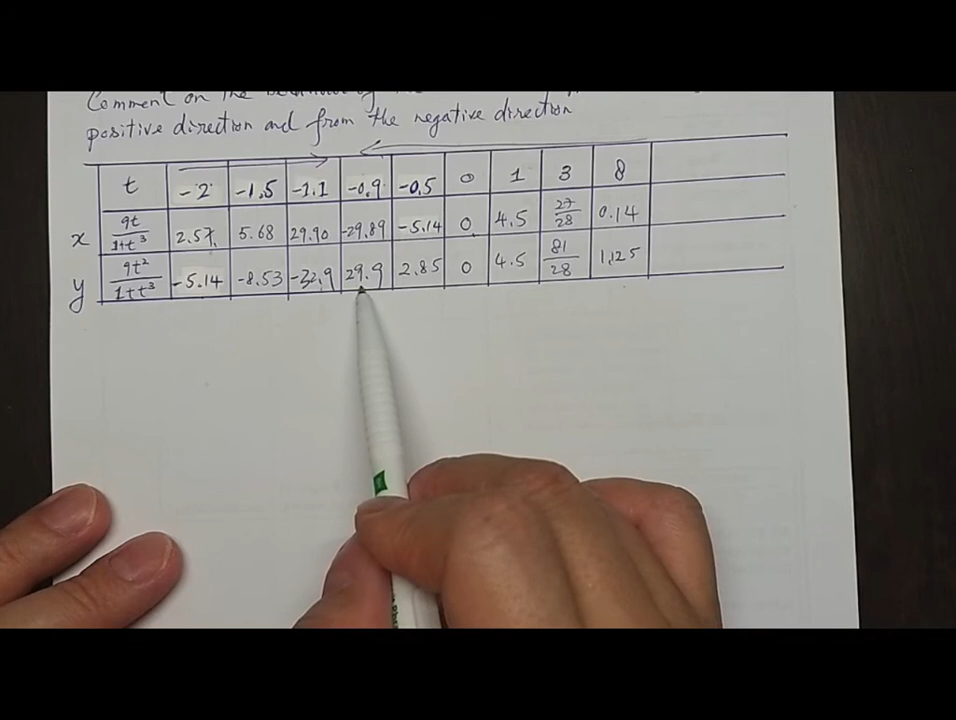 Comment on the
positive direction and from the negative direction
t -2 -1.5 -1.1 -0.9 -0.5 0 1 3 8
x 9t/1+t³ 2.57 5.68 29.90 -29.89 -5.14 0 4.5 27/28 0.14
y 9t²/1+t³ -5.14 -8.53 -32.9 29.9 2.85 0 4.5 81/28 1.125